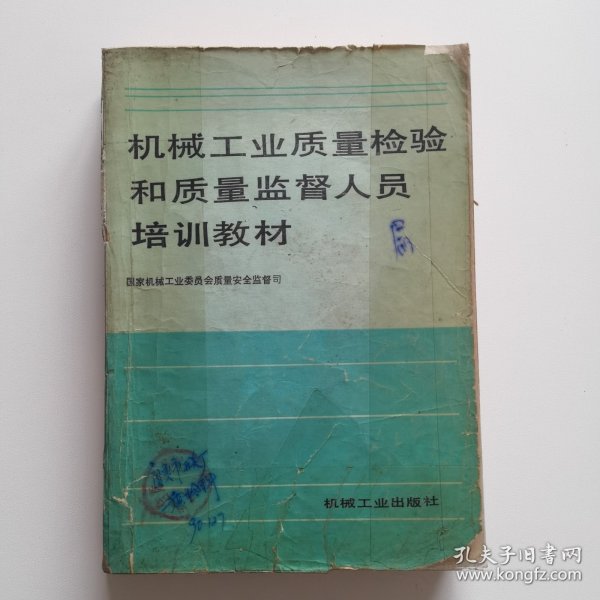 机械工业质量检验
和质量监督人员
培训教材
国家机械工业委员会质量安全监督司
机械工业出版社
孔夫子旧书网
www.kongfz.com